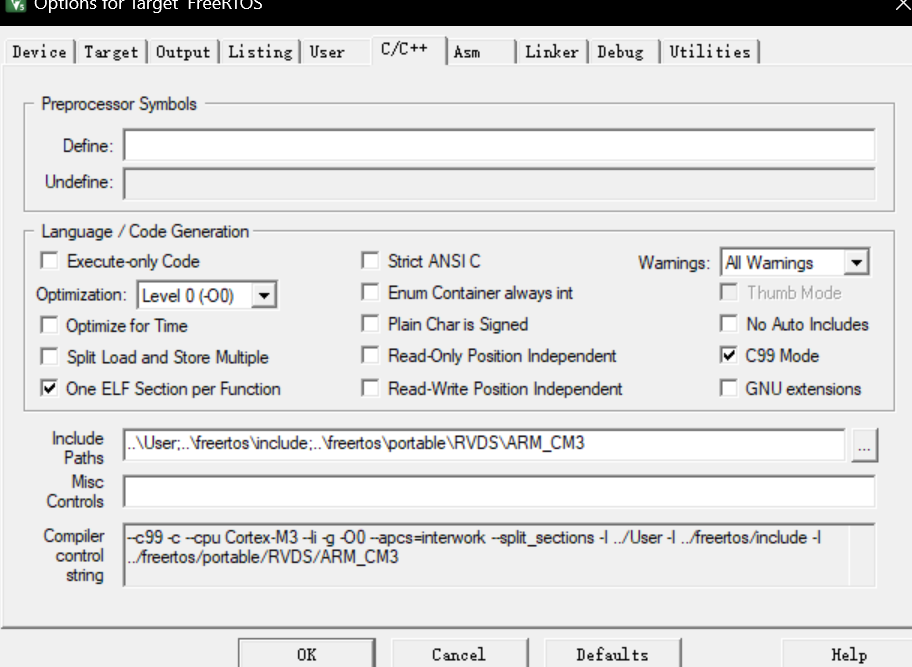 Options for Target 'FreeRTOS'
Device Target Output Listing User C/C++ Asm Linker Debug Utilities
Preprocessor Symbols
Define:
Undefine:
Language / Code Generation
Execute-only Code
Strict ANSI C
Warnings: All Warnings
Optimization: Level 0 (-O0)
Enum Container always int
Thumb Mode
Optimize for Time
Plain Char is Signed
No Auto Includes
Split Load and Store Multiple
Read-Only Position Independent
C99 Mode
One ELF Section per Function
Read-Write Position Independent
GNU extensions
Include
Paths
..\User;..\freertos\include;..\freertos\portable\RVDS\ARM_CM3
...
Misc
Controls
Compiler
control
string
--c99 -c --cpu Cortex-M3 --li -g -O0 --apcs=interwork --split_sections -I ../User -I ../freertos/include -I
../freertos/portable/RVDS/ARM_CM3
OK Cancel Defaults Help